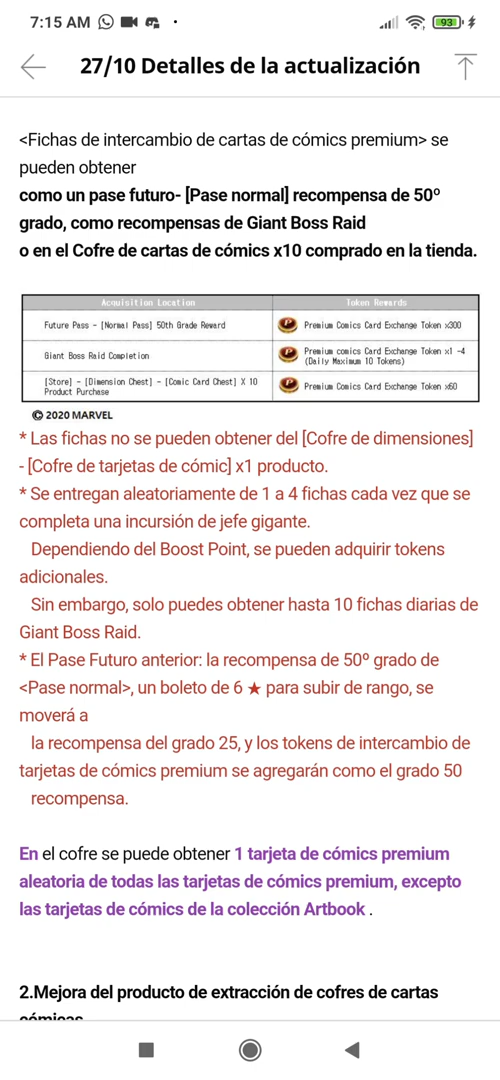 7:15 AM
93
27/10 Detalles de la actualización
<Fichas de intercambio de cartas de cómics premium> se
pueden obtener
como un pase futuro- [Pase normal] recompensa de 50º
grado, como recompensas de Giant Boss Raid
o en el Cofre de cartas de cómics x10 comprado en la tienda.
Acquisition Location Token Rewards
Future Pass - [Normal Pass] 50th Grade Reward P Premium Comics Card Exchange Token x300
Giant Boss Raid Completion P Premium comics Card Exchange Token x1 -4
(Daily Maximum 10 Tokens)
[Store] - [Dimension Chest] - [Comic Card Chest] X 10
Product Purchase P Premium Comics Card Exchange Token x60
© 2020 MARVEL
* Las fichas no se pueden obtener del [Cofre de dimensiones]
- [Cofre de tarjetas de cómic] x1 producto.
* Se entregan aleatoriamente de 1 a 4 fichas cada vez que se
completa una incursión de jefe gigante.
Dependiendo del Boost Point, se pueden adquirir tokens
adicionales.
Sin embargo, solo puedes obtener hasta 10 fichas diarias de
Giant Boss Raid.
* El Pase Futuro anterior: la recompensa de 50º grado de
<Pase normal>, un boleto de 6 ★ para subir de rango, se
moverá a
la recompensa del grado 25, y los tokens de intercambio de
tarjetas de cómics premium se agregarán como el grado 50
recompensa.
En el cofre se puede obtener 1 tarjeta de cómics premium
aleatoria de todas las tarjetas de cómics premium, excepto
las tarjetas de cómics de la colección Artbook .
2.Mejora del producto de extracción de cofres de cartas
cómicas